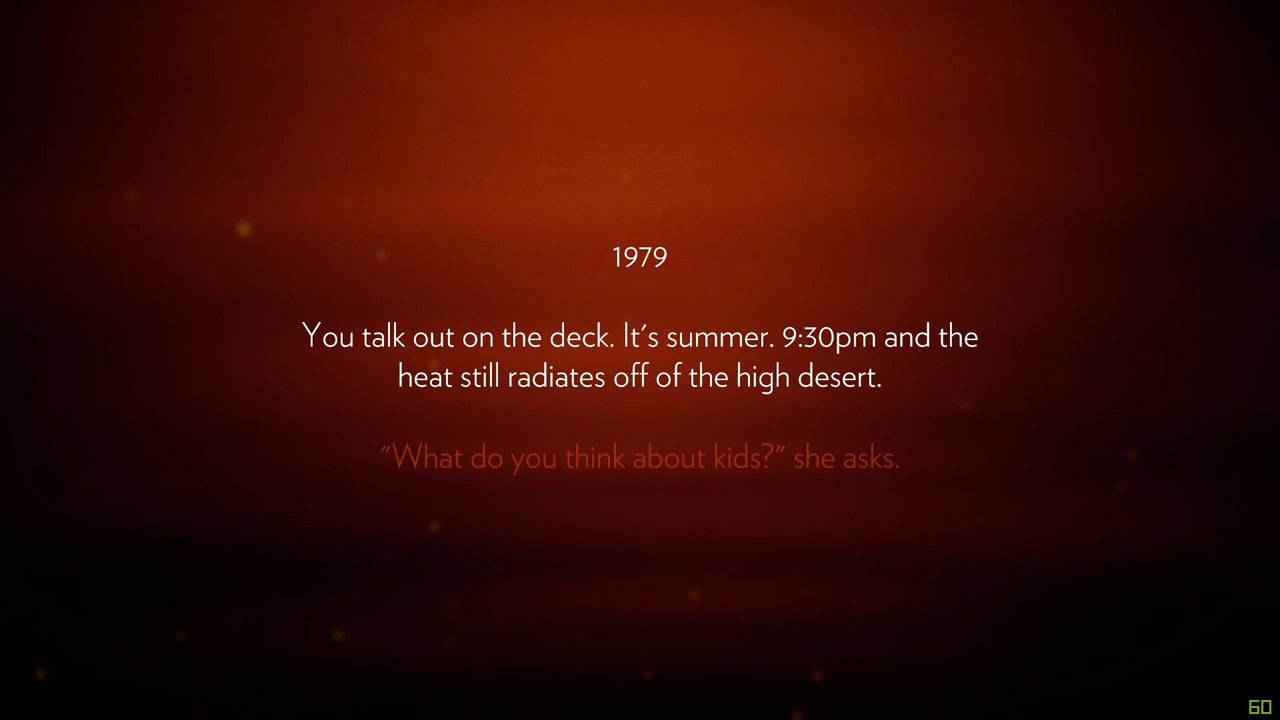 1979
You talk out on the deck. It's summer. 9:30pm and the
heat still radiates off of the high desert.
"What do you think about kids?" she asks.
60